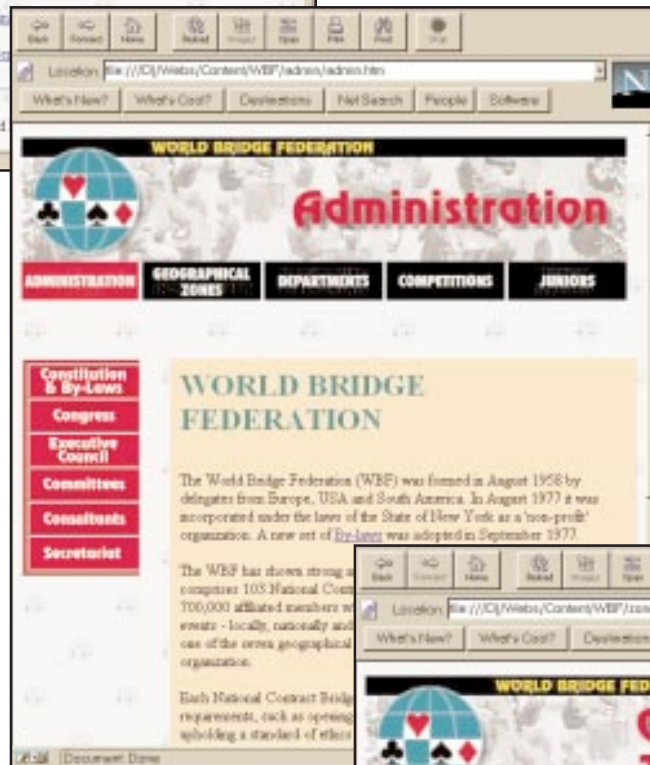 Back Forward Home Reload Images Open Print Find Stop
Location: file:///C|/Webs/Content/WBF/admin/admin.htm
What's New? What's Cool? Destinations Net Search People Software
N
WORLD BRIDGE FEDERATION
Administration
ADMINISTRATION
GEOGRAPHICAL
ZONES
DEPARTMENTS
COMPETITIONS
JUNIORS
Constitution
& By-Laws
Congress
Executive
Council
Committees
Consultants
Secretariat
WORLD BRIDGE
FEDERATION
The World Bridge Federation (WBF) was formed in August 1958 by
delegates from Europe, USA and South America. In August 1977 it was
incorporated under the laws of the State of New York as a 'non-profit'
organization. A new set of By-laws was adopted in September 1977.
The WBF has shown strong
comprises 103 National
700,000 affiliated members
events - locally, nationally and
one of the seven geographical
organization.
Each National Contract Bridge
requirements, such as opening
upholding a standard of ethics
Document: Done
Back Forward Home Reload Images Open
Location: file:///C|/Webs/Content/WBF/
What's New? What's Cool?
WORLD BRIDGE